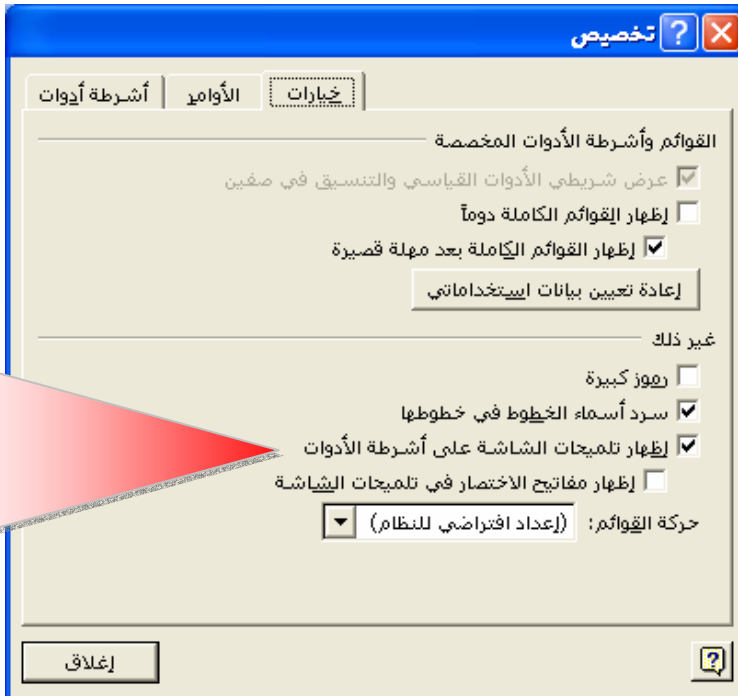 تخصيص
أشرطة أدوات الأوامر خيارات
القوائم وأشرطة الأدوات المخصصة
عرض شريطي الأدوات القياسي والتنسيق في صفين
إظهار القوائم الكاملة دوماً
إظهار القوائم الكاملة بعد مهلة قصيرة
إعادة تعيين بيانات استخداماتي
غير ذلك
رموز كبيرة
سرد أسماء الخطوط في خطوطها
إظهار تلميحات الشاشة على أشرطة الأدوات
إظهار مفاتيح الاختصار في تلميحات الشاشة
حركة القوائم: (إعداد افتراضي للنظام)
إغلاق